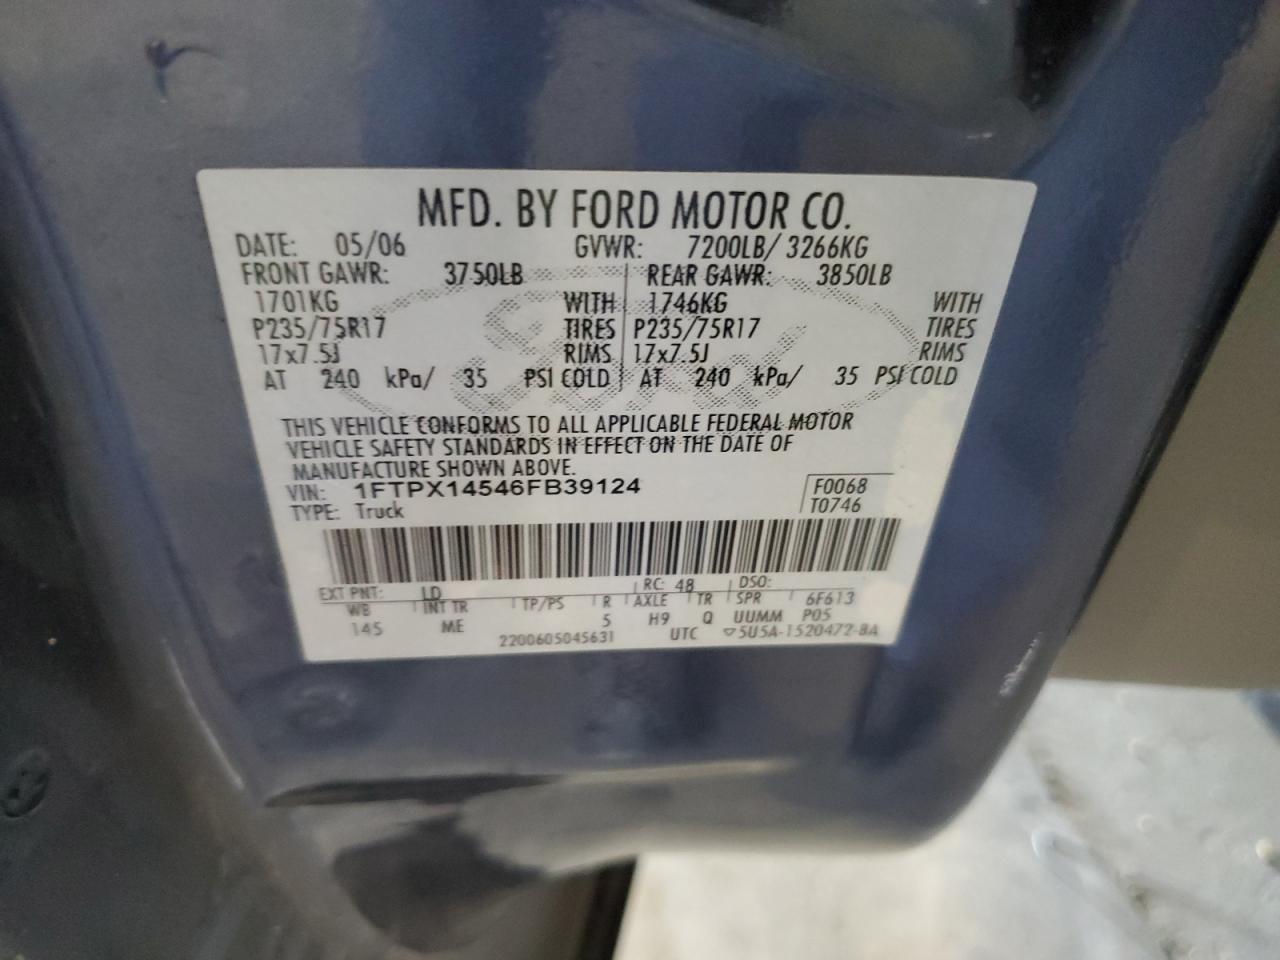 MFD. BY FORD MOTOR CO.
DATE: 05/06 GVWR: 7200LB/ 3266KG
FRONT GAWR: 3750LB REAR GAWR: 3850LB
1701KG WITH 1746KG WITH
P235/75R17 TIRES P235/75R17 TIRES
17x7.5J RIMS 17x7.5J RIMS
AT 240 kPa/ 35 PSI COLD AT 240 kPa/ 35 PSI COLD
THIS VEHICLE CONFORMS TO ALL APPLICABLE FEDERAL MOTOR
VEHICLE SAFETY STANDARDS IN EFFECT ON THE DATE OF
MANUFACTURE SHOWN ABOVE.
VIN: 1FTPX14546FB39124 F0068
TYPE: Truck T0746
EXT PNT: LD RC: 48 DSO:
WB INT TR TP/PS R AXLE TR SPR 6F613
145 ME 5 H9 Q UUMM P05
2200605045631 UTC ▽5U5A-1520472-BA